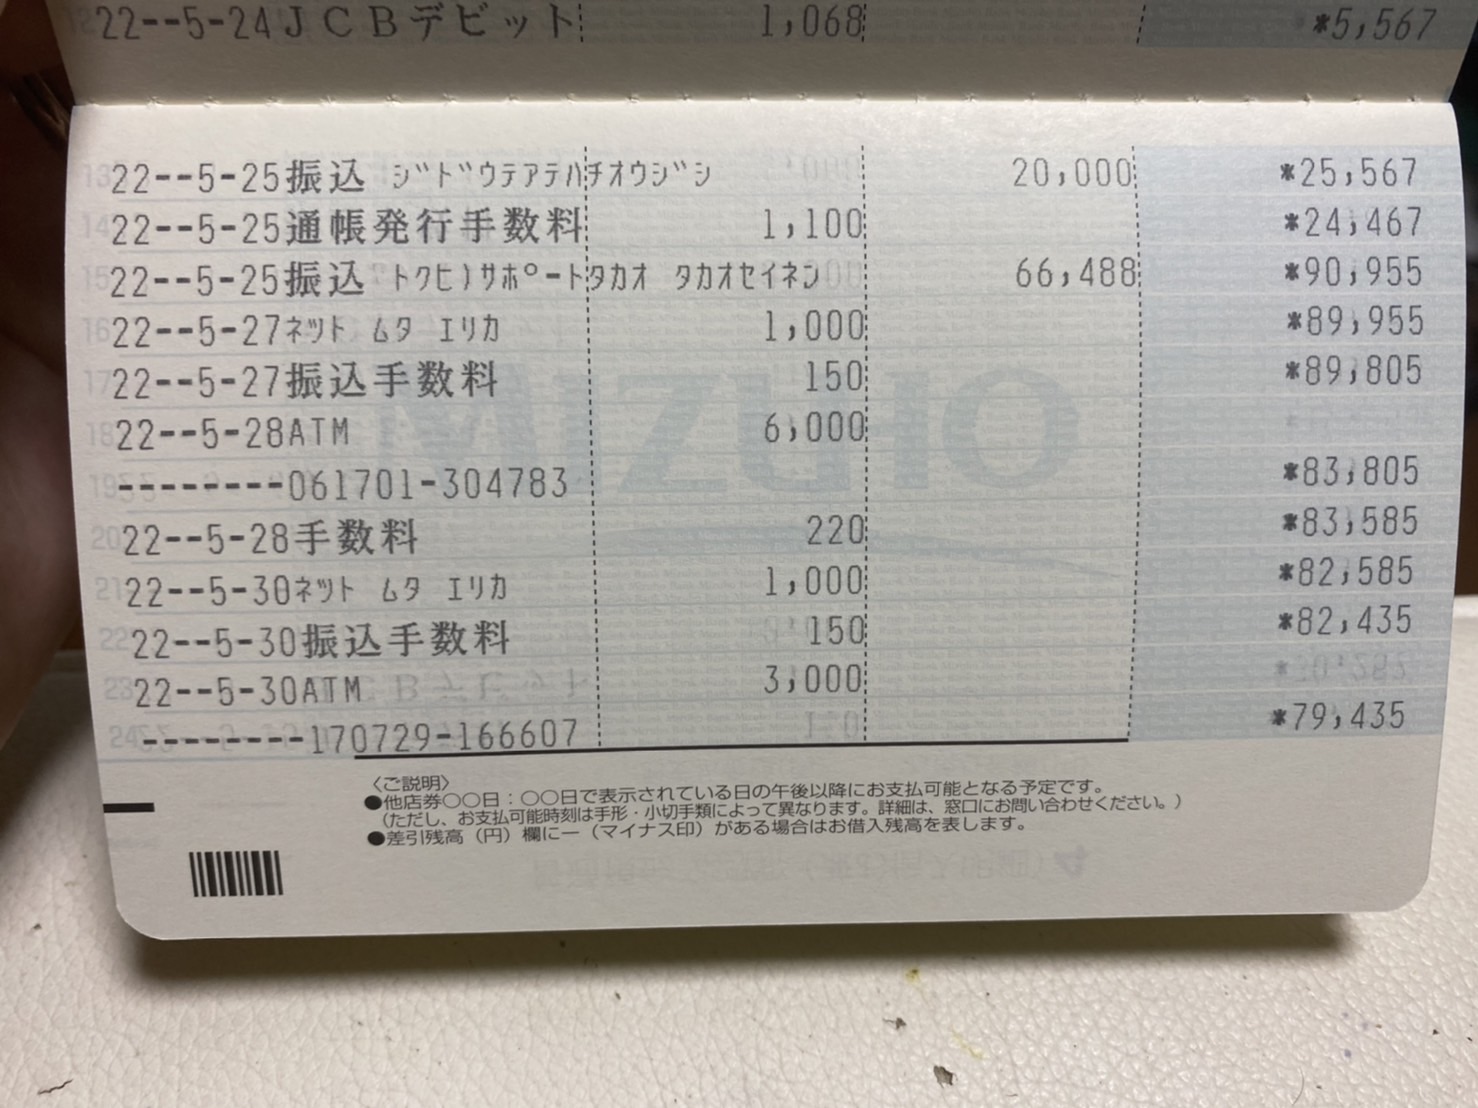 22--5-24ＪＣＢデビット 1,068 *5,567
22--5-25振込 ジドウテアテハチオウジシ 20,000 *25,567
22--5-25通帳発行手数料 1,100 *24,467
22--5-25振込 トクヒ)サポートタカオ タカオセイネン 66,488 *90,955
22--5-27ネット ムタ エリカ 1,000 *89,955
22--5-27振込手数料 150 *89,805
22--5-28ATM 6,000
--------061701-304783 *83,805
22--5-28手数料 220 *83,585
22--5-30ネット ムタ エリカ 1,000 *82,585
22--5-30振込手数料 150 *82,435
22--5-30ATM 3,000
--------170729-166607 *79,435
〈ご説明〉
●他店券○○日：○○日で表示されている日の午後以降にお支払可能となる予定です。
（ただし、お支払可能時刻は手形・小切手類によって異なります。詳細は、窓口にお問い合わせください。）
●差引残高（円）欄に－（マイナス印）がある場合はお借入残高を表します。